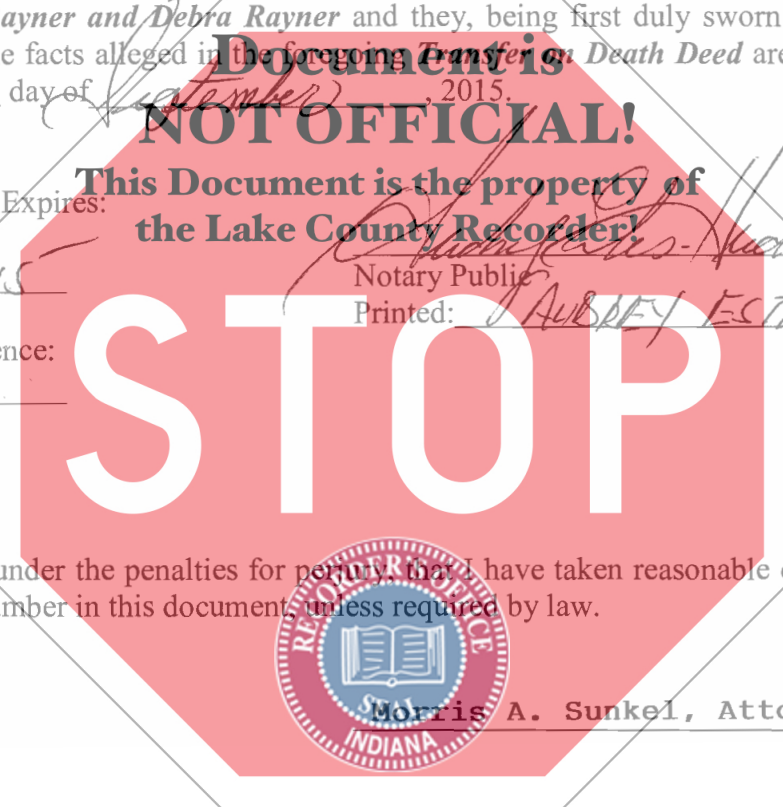 ayner and Debra Rayner and they, being first duly sworn
e facts alleged in the foregoing Transfer on Death Deed are
Document is
day of September, 2015.
NOT OFFICIAL!
This Document is the property of
Expires:
the Lake County Recorder!
Notary Public
Printed: AUBREY
ence:
STOP
under the penalties for perjury, that I have taken reasonable
umber in this document, unless required by law.
RECORDER'S OFFICE
SEAL
INDIANA
Morris A. Sunkel, Atto